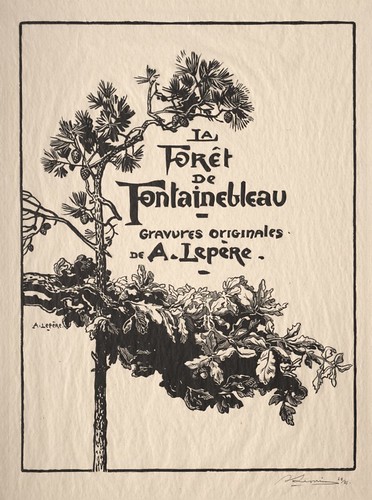 LA
FORÊT
DE
FONTAINEBLEAU
GRAVURES ORIGINALES.
DE A. LEPÈRE.
A. LEPÈRE.